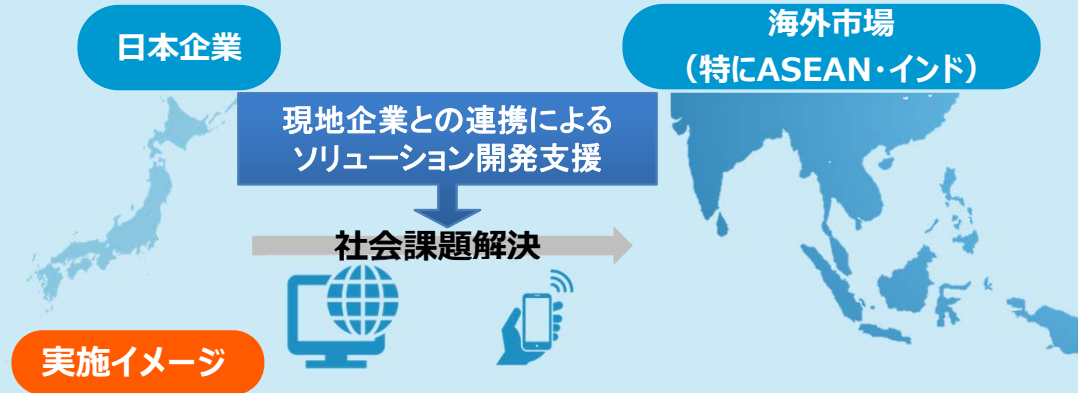 日本企業
海外市場
（特にASEAN・インド）
現地企業との連携による
ソリューション開発支援
社会課題解決
実施イメージ